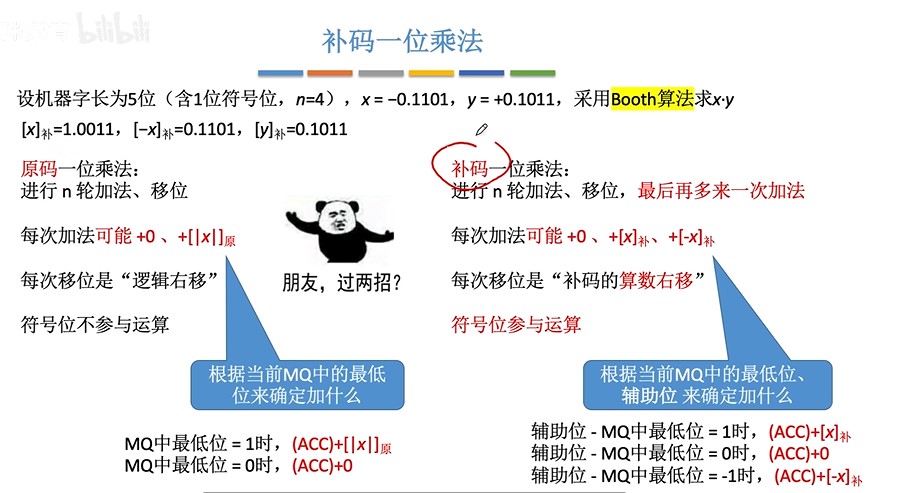 bilibili
补码一位乘法
设机器字长为5位（含1位符号位，n=4），x = −0.1101，y = +0.1011，采用Booth算法求x·y
[x]补=1.0011，[−x]补=0.1101，[y]补=0.1011
原码一位乘法：
进行 n 轮加法、移位
每次加法可能 +0 、+[|x|]原
每次移位是“逻辑右移”
符号位不参与运算
朋友，过两招？
根据当前MQ中的最低
位来确定加什么
MQ中最低位 = 1时，(ACC)+[|x|]原
MQ中最低位 = 0时，(ACC)+0
补码一位乘法：
进行 n 轮加法、移位，最后再多来一次加法
每次加法可能 +0 、+[x]补、+[-x]补
每次移位是“补码的算数右移”
符号位参与运算
根据当前MQ中的最低位、
辅助位 来确定加什么
辅助位 - MQ中最低位 = 1时，(ACC)+[x]补
辅助位 - MQ中最低位 = 0时，(ACC)+0
辅助位 - MQ中最低位 = -1时，(ACC)+[-x]补